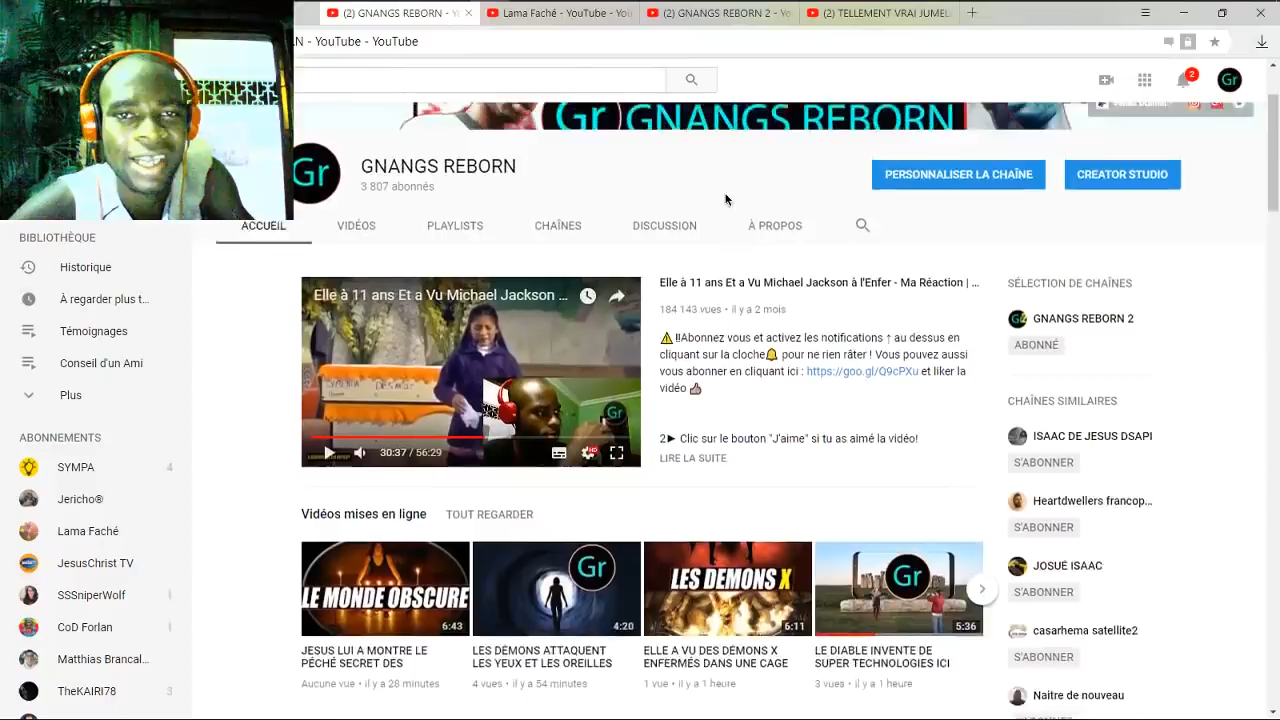 (2) GNANGS REBORN - Yo
Lama Faché - YouTube - You
(2) GNANGS REBORN 2 - Ye
(2) TELLEMENT VRAI JUMEL
N - YouTube - YouTube
2
Gr
Gr GNANGS REBORN
Gr
GNANGS REBORN
3 807 abonnés
PERSONNALISER LA CHAÎNE
CREATOR STUDIO
ACCUEIL
VIDÉOS
PLAYLISTS
CHAÎNES
DISCUSSION
À PROPOS
BIBLIOTHÈQUE
Historique
À regarder plus t...
Témoignages
Conseil d'un Ami
Plus
ABONNEMENTS
SYMPA 4
Jericho®
Lama Faché
JesusChrist TV
SSSniperWolf
CoD Forlan
Matthias Brancal...
TheKAIRI78 3
Elle à 11 ans Et a Vu Michael Jackson ...
Gr
30:37 / 56:29
HD
Elle à 11 ans Et a Vu Michael Jackson à l'Enfer - Ma Réaction | ...
184 143 vues • il y a 2 mois
⚠️ !!Abonnez vous et activez les notifications ↑ au dessus en
cliquant sur la cloche🔔 pour ne rien râter ! Vous pouvez aussi
vous abonner en cliquant ici : https://goo.gl/Q9cPXu et liker la
vidéo 👍
2► Clic sur le bouton "J'aime" si tu as aimé la vidéo!
LIRE LA SUITE
Vidéos mises en ligne
TOUT REGARDER
LE MONDE OBSCURE
6:43
JESUS LUI A MONTRE LE
PÉCHÉ SECRET DES
Aucune vue • il y a 28 minutes
Gr
4:20
LES DÉMONS ATTAQUENT
LES YEUX ET LES OREILLES
4 vues • il y a 54 minutes
LES DEMONS X
6:11
ELLE A VU DES DÉMONS X
ENFERMÉS DANS UNE CAGE
1 vue • il y a 1 heure
Gr
5:36
LE DIABLE INVENTE DE
SUPER TECHNOLOGIES ICI
3 vues • il y a 1 heure
SÉLECTION DE CHAÎNES
GNANGS REBORN 2
ABONNÉ
CHAÎNES SIMILAIRES
ISAAC DE JESUS DSAPI
S'ABONNER
Heartdwellers francop...
S'ABONNER
JOSUÉ ISAAC
S'ABONNER
casarhema satellite2
S'ABONNER
Naitre de nouveau